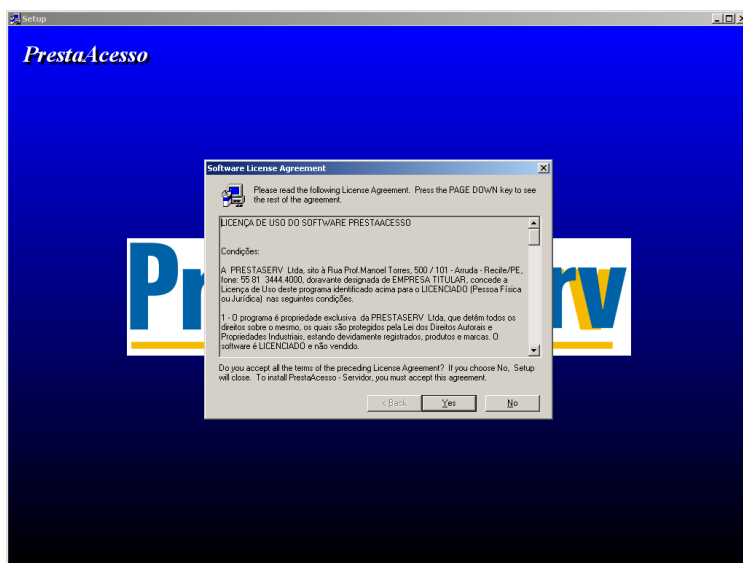 Setup
PrestaAcesso
Software License Agreement
Please read the following License Agreement. Press the PAGE DOWN key to see
the rest of the agreement.
LICENÇA DE USO DO SOFTWARE PRESTAACESSO
Condições:
A PRESTASERV Ltda, sito à Rua Prof.Manoel Torres, 500 / 101 - Arruda - Recife/PE,
fone: 55 81 3444.4000, doravante designada de EMPRESA TITULAR, concede a
Licença de Uso deste programa identificado acima para o LICENCIADO (Pessoa Física
ou Jurídica) nas seguintes condições.
1 - O programa é propriedade exclusiva da PRESTASERV Ltda, que detêm todos os
direitos sobre o mesmo, os quais são protegidos pela Lei dos Direitos Autorais e
Propriedades Industriais, estando devidamente registrados, produtos e marcas. O
software é LICENCIADO e não vendido.
Do you accept all the terms of the preceding License Agreement? If you choose No, Setup
will close. To install PrestaAcesso - Servidor, you must accept this agreement.
< Back
Yes
No
Pr
rv